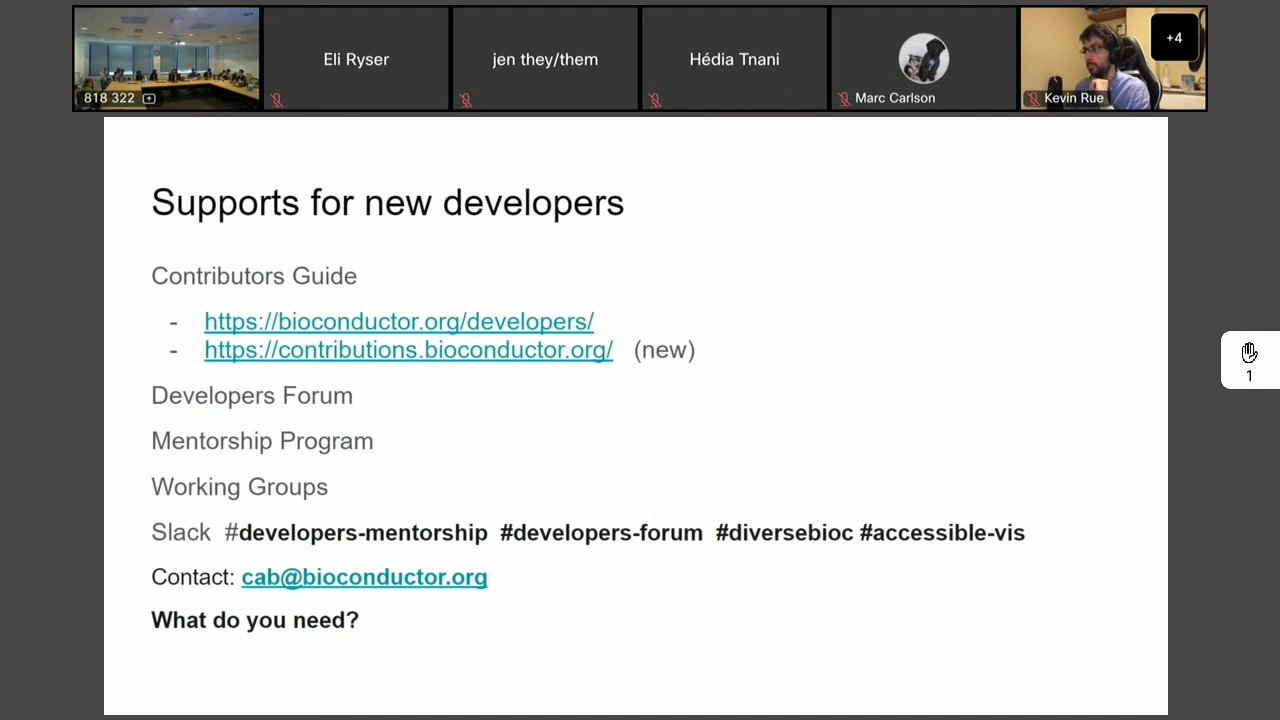 818 322
Eli Ryser
jen they/them
Hédia Tnani
Marc Carlson
Kevin Rue
+4
Supports for new developers
Contributors Guide
- https://bioconductor.org/developers/
- https://contributions.bioconductor.org/ (new)
Developers Forum
Mentorship Program
Working Groups
Slack #developers-mentorship #developers-forum #diversebioc #accessible-vis
Contact: cab@bioconductor.org
What do you need?
1